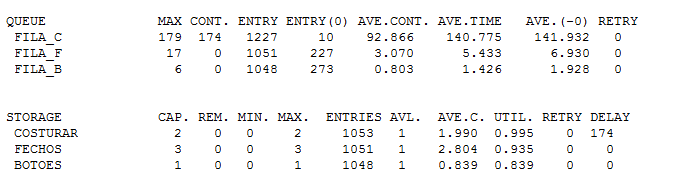 QUEUE MAX CONT. ENTRY ENTRY(0) AVE.CONT. AVE.TIME AVE.(-0) RETRY
FILA_C 179 174 1227 10 92.866 140.775 141.932 0
FILA_F 17 0 1051 227 3.070 5.433 6.930 0
FILA_B 6 0 1048 273 0.803 1.426 1.928 0
STORAGE CAP. REM. MIN. MAX. ENTRIES AVL. AVE.C. UTIL. RETRY DELAY
COSTURAR 2 0 0 2 1053 1 1.990 0.995 0 174
FECHOS 3 0 0 3 1051 1 2.804 0.935 0 0
BOTOES 1 0 0 1 1048 1 0.839 0.839 0 0